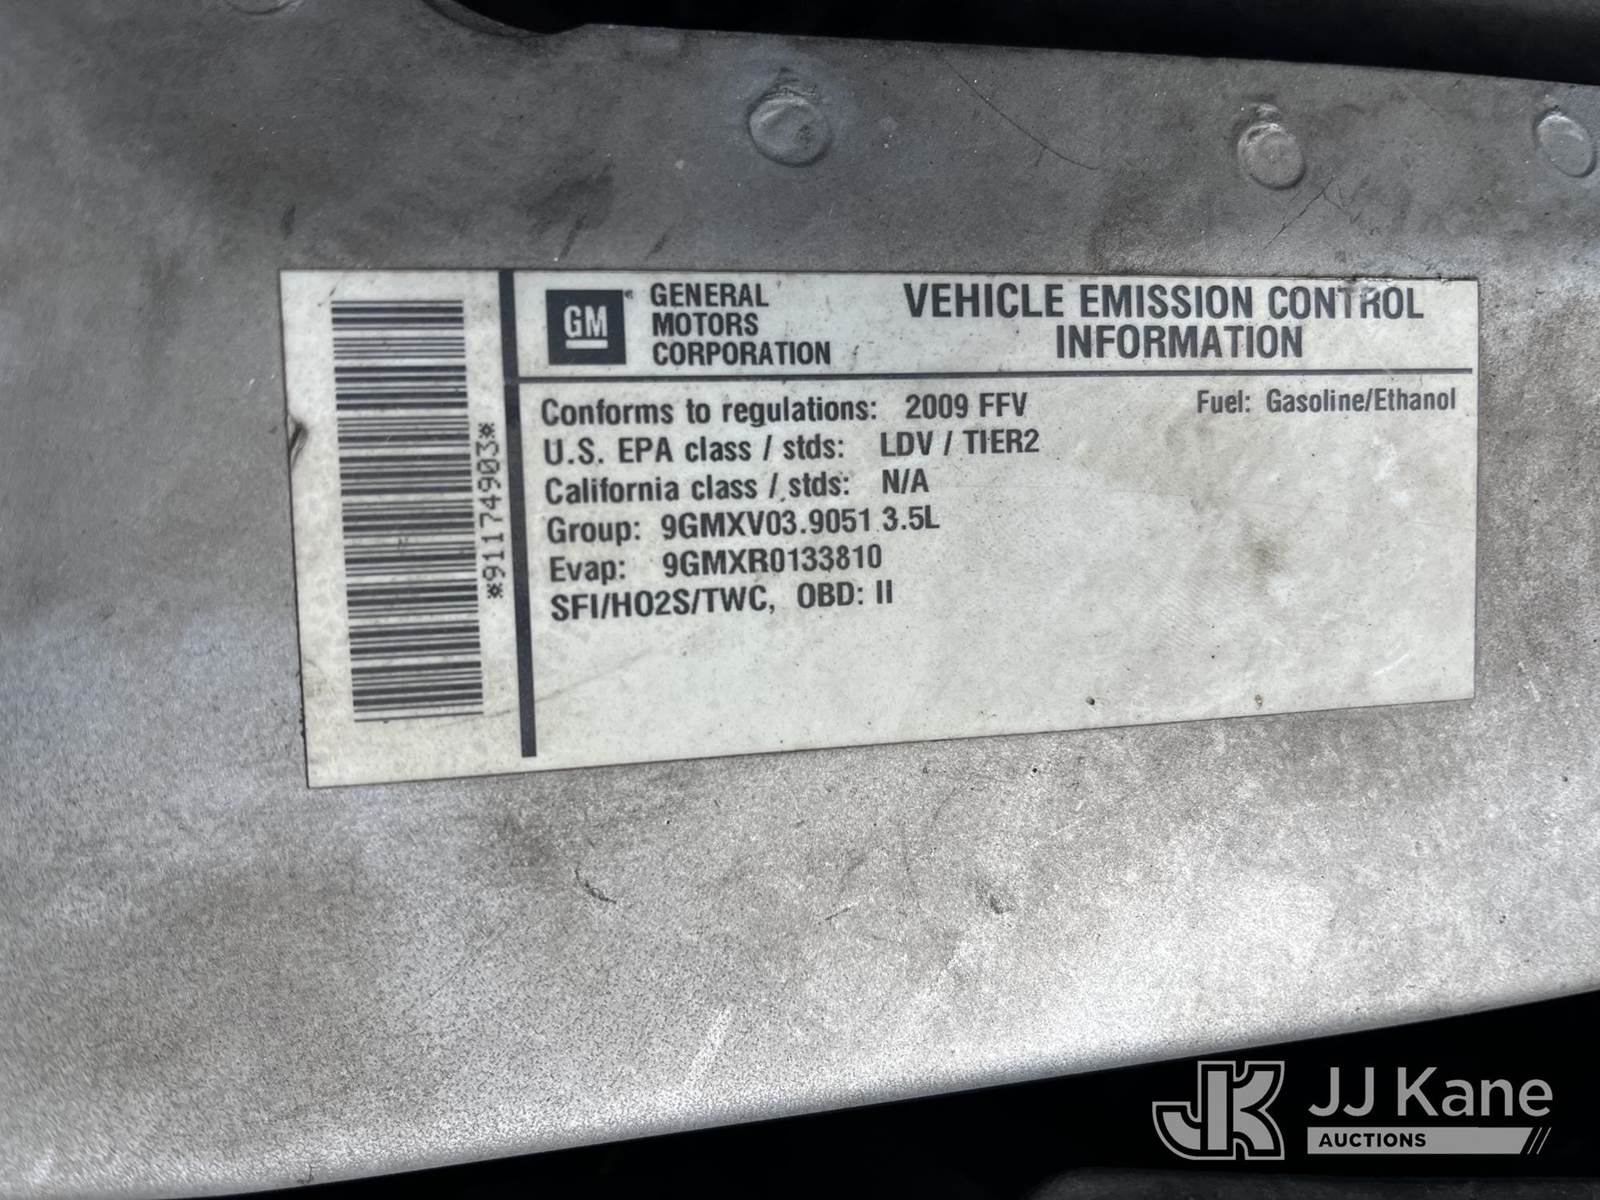 GM
GENERAL
MOTORS
CORPORATION
VEHICLE EMISSION CONTROL
INFORMATION
Conforms to regulations: 2009 FFV
Fuel: Gasoline/Ethanol
U.S. EPA class / stds: LDV / TIER2
California class / stds: N/A
Group: 9GMXV03.9051 3.5L
Evap: 9GMXR0133810
SFI/HO2S/TWC, OBD: II
*91174903*
JK JJ Kane
AUCTIONS